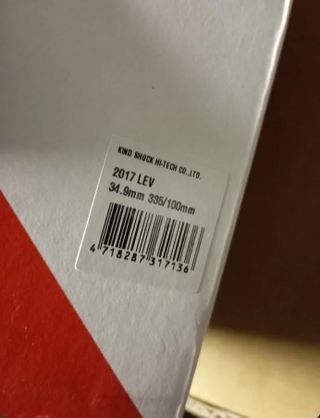 KIND SHOCK HI-TECH CO.,LTD.
2017 LEV
34.9mm 335/100mm
4 718287 317136